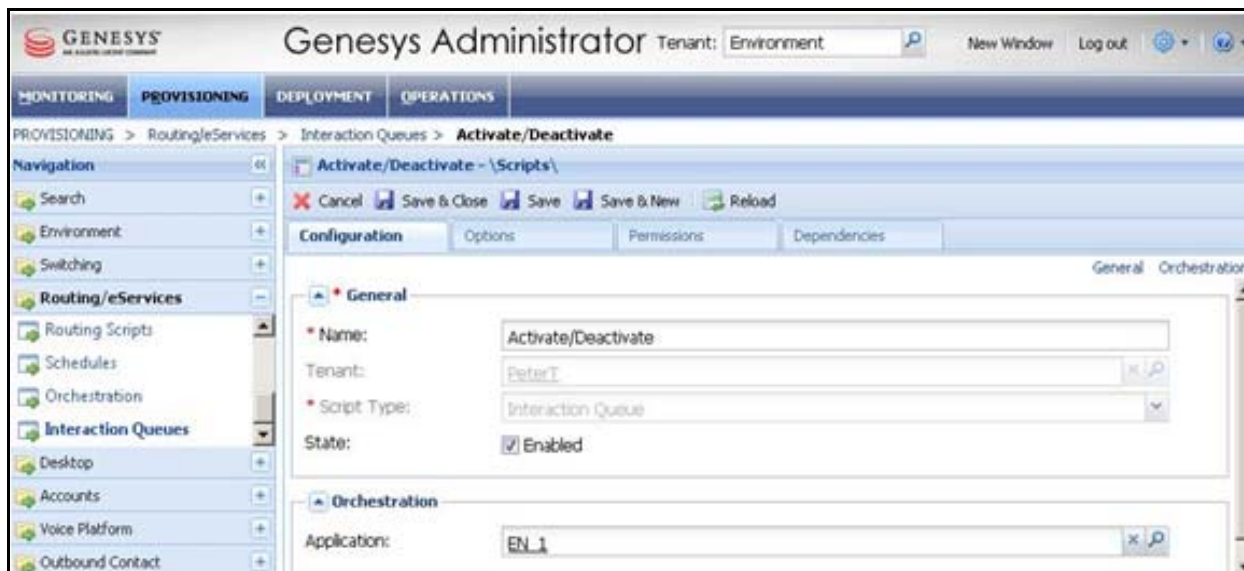 GENESYS
Genesys Administrator Tenant: Environment New Window Log out
MONITORING PROVISIONING DEPLOYMENT OPERATIONS
PROVISIONING > Routing/eServices > Interaction Queues > Activate/Deactivate
Navigation
Search
Environment
Switching
Routing/eServices
Routing Scripts
Schedules
Orchestration
Interaction Queues
Desktop
Accounts
Voice Platform
Outbound Contact
Activate/Deactivate - \Scripts\
Cancel Save & Close Save Save & New Reload
Configuration Options Permissions Dependencies
General Orchestration
* General
* Name: Activate/Deactivate
Tenant: PeterT
* Script Type: Interaction Queue
State: Enabled
Orchestration
Application: EN_1